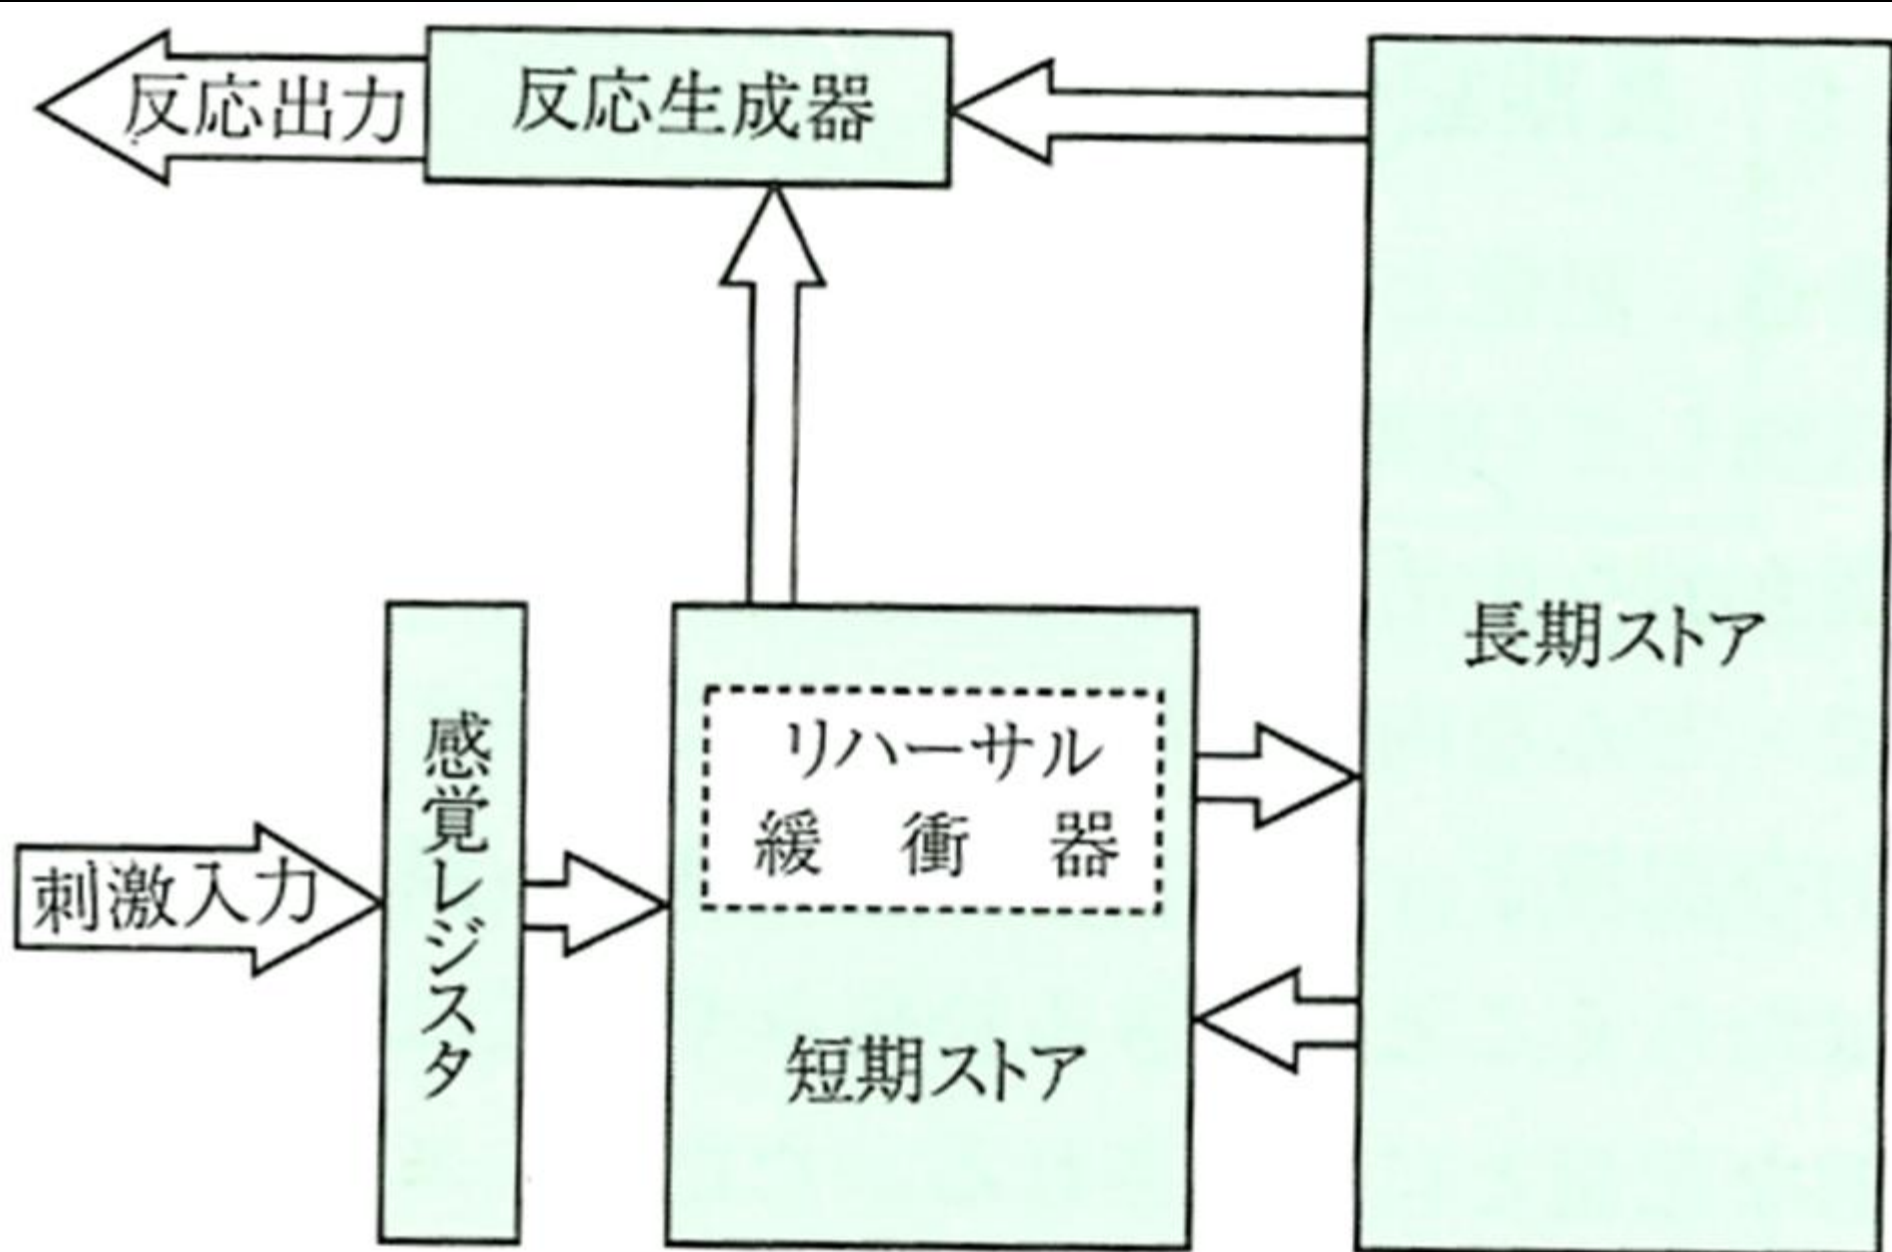 反応出力
反応生成器
長期ストア
感覚レジスタ
リハーサル
緩衝器
刺激入力
短期ストア